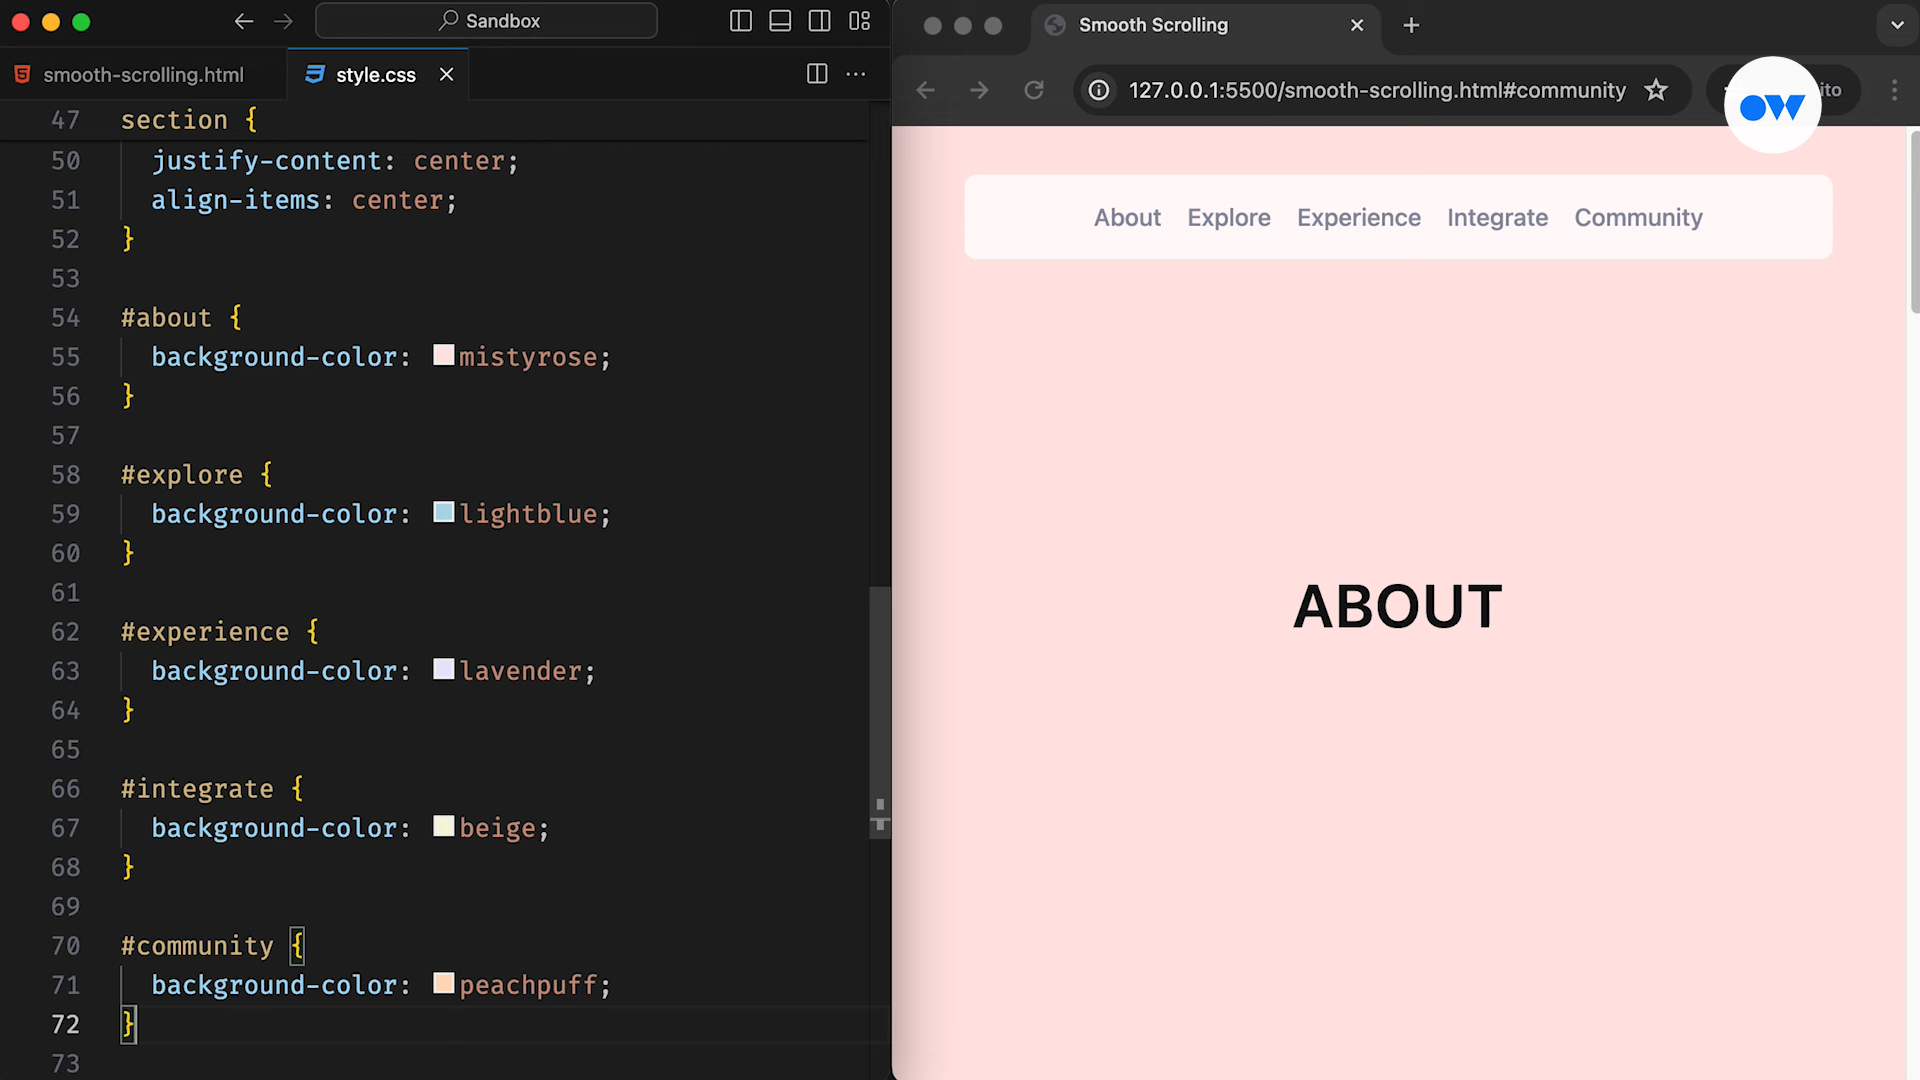 Sandbox
smooth-scrolling.html
style.css
47 section {
50 justify-content: center;
51 align-items: center;
52 }
53
54 #about {
55 background-color: mistyrose;
56 }
57
58 #explore {
59 background-color: lightblue;
60 }
61
62 #experience {
63 background-color: lavender;
64 }
65
66 #integrate {
67 background-color: beige;
68 }
69
70 #community {
71 background-color: peachpuff;
72 }
73
Smooth Scrolling
127.0.0.1:5500/smooth-scrolling.html#community
ito
OW
About Explore Experience Integrate Community
ABOUT